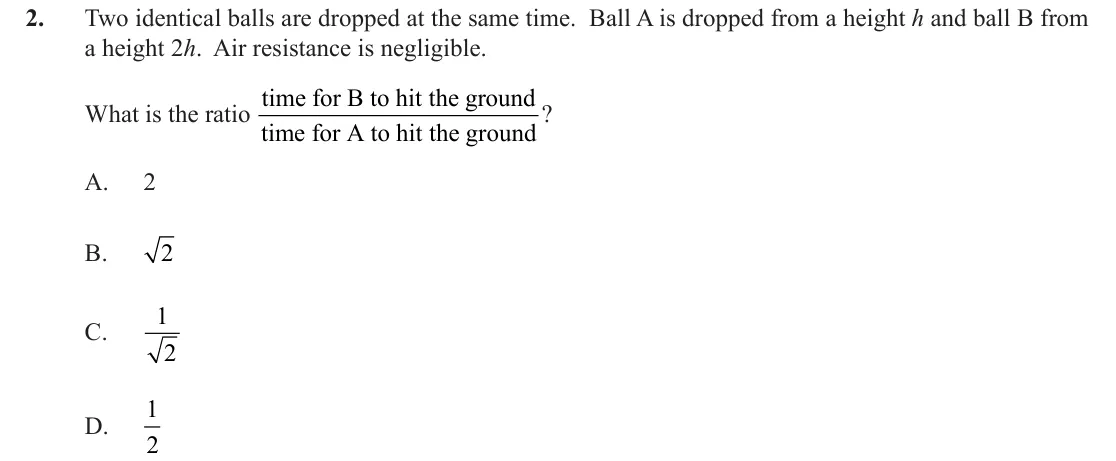 2. Two identical balls are dropped at the same time. Ball A is dropped from a height h and ball B from
a height 2h. Air resistance is negligible.
What is the ratio time for B to hit the ground / time for A to hit the ground?
A. 2
B. √2
C. 1/√2
D. 1/2